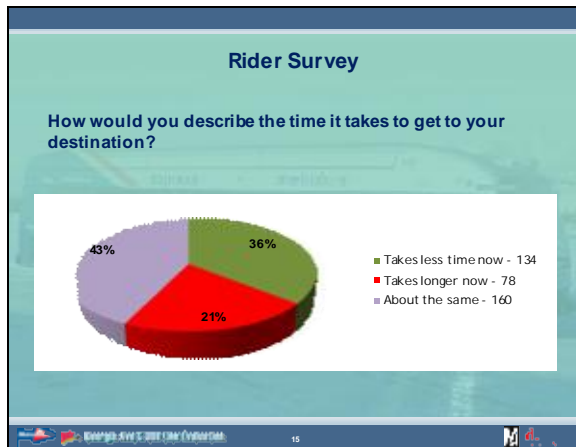 Rider Survey
How would you describe the time it takes to get to your
destination?
43%
36%
21%
Takes less time now - 134
Takes longer now - 78
About the same - 160
15